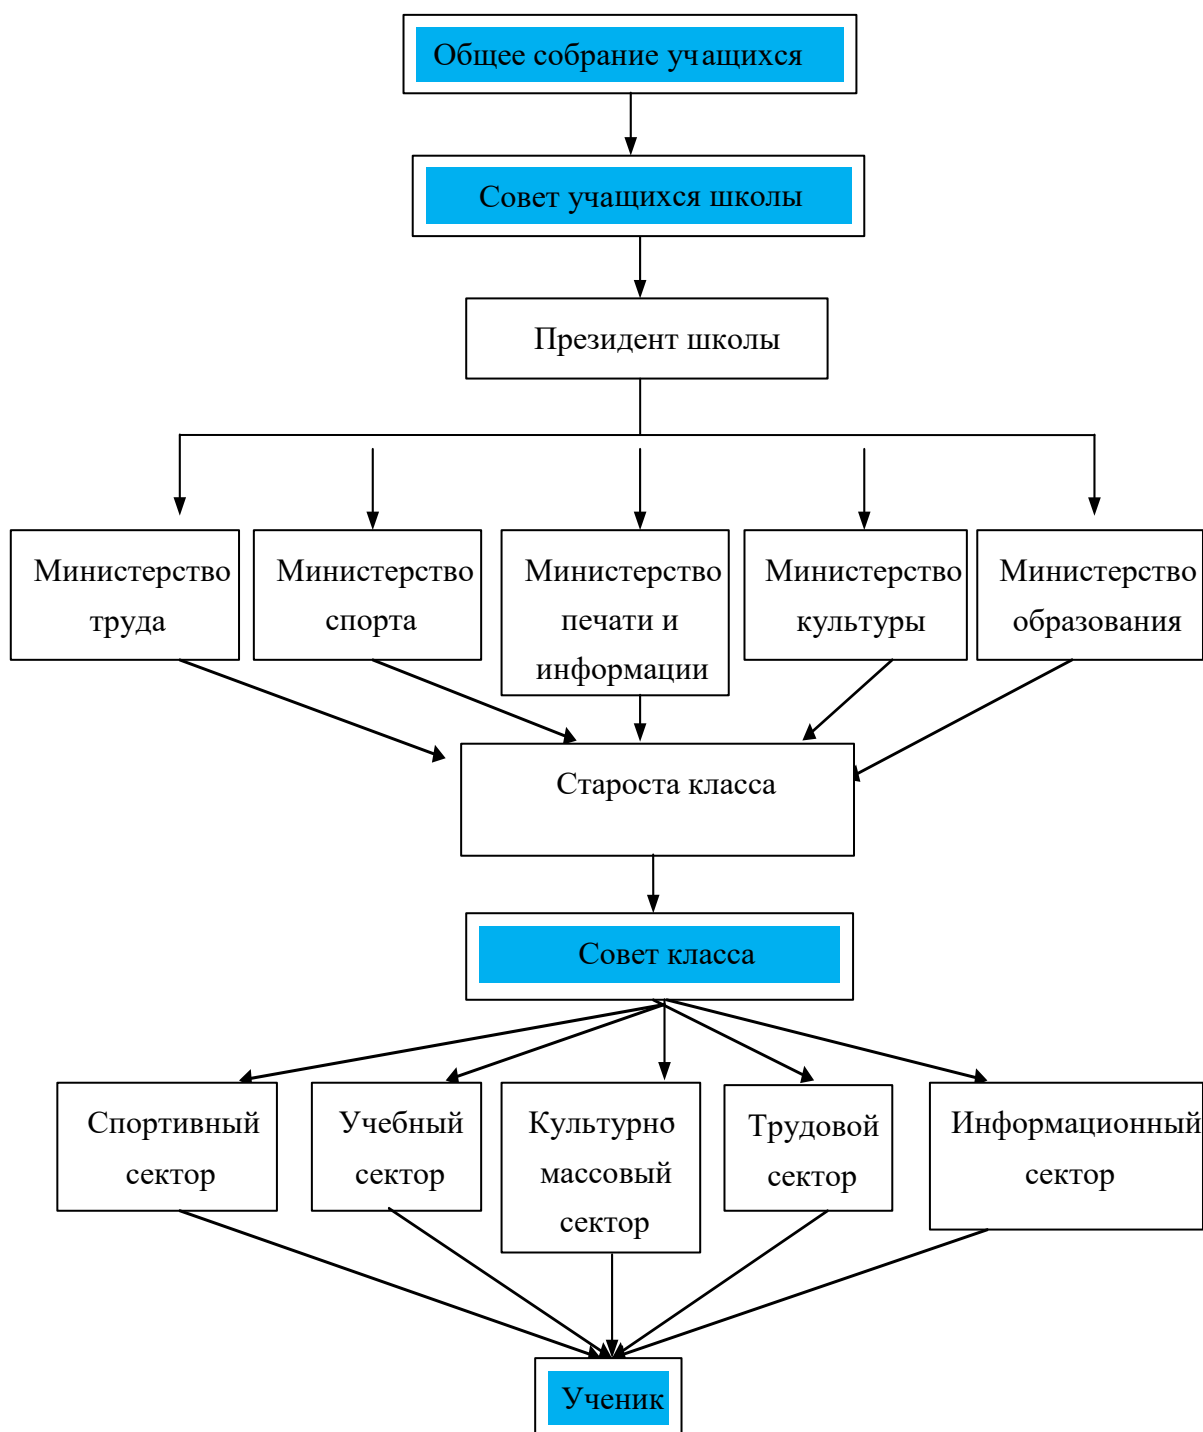 Общее собрание учащихся
Совет учащихся школы
Президент школы
Министерство
труда
Министерство
спорта
Министерство
печати и
информации
Министерство
культуры
Министерство
образования
Староста класса
Совет класса
Спортивный
сектор
Учебный
сектор
Культурно
массовый
сектор
Трудовой
сектор
Информационный
сектор
Ученик